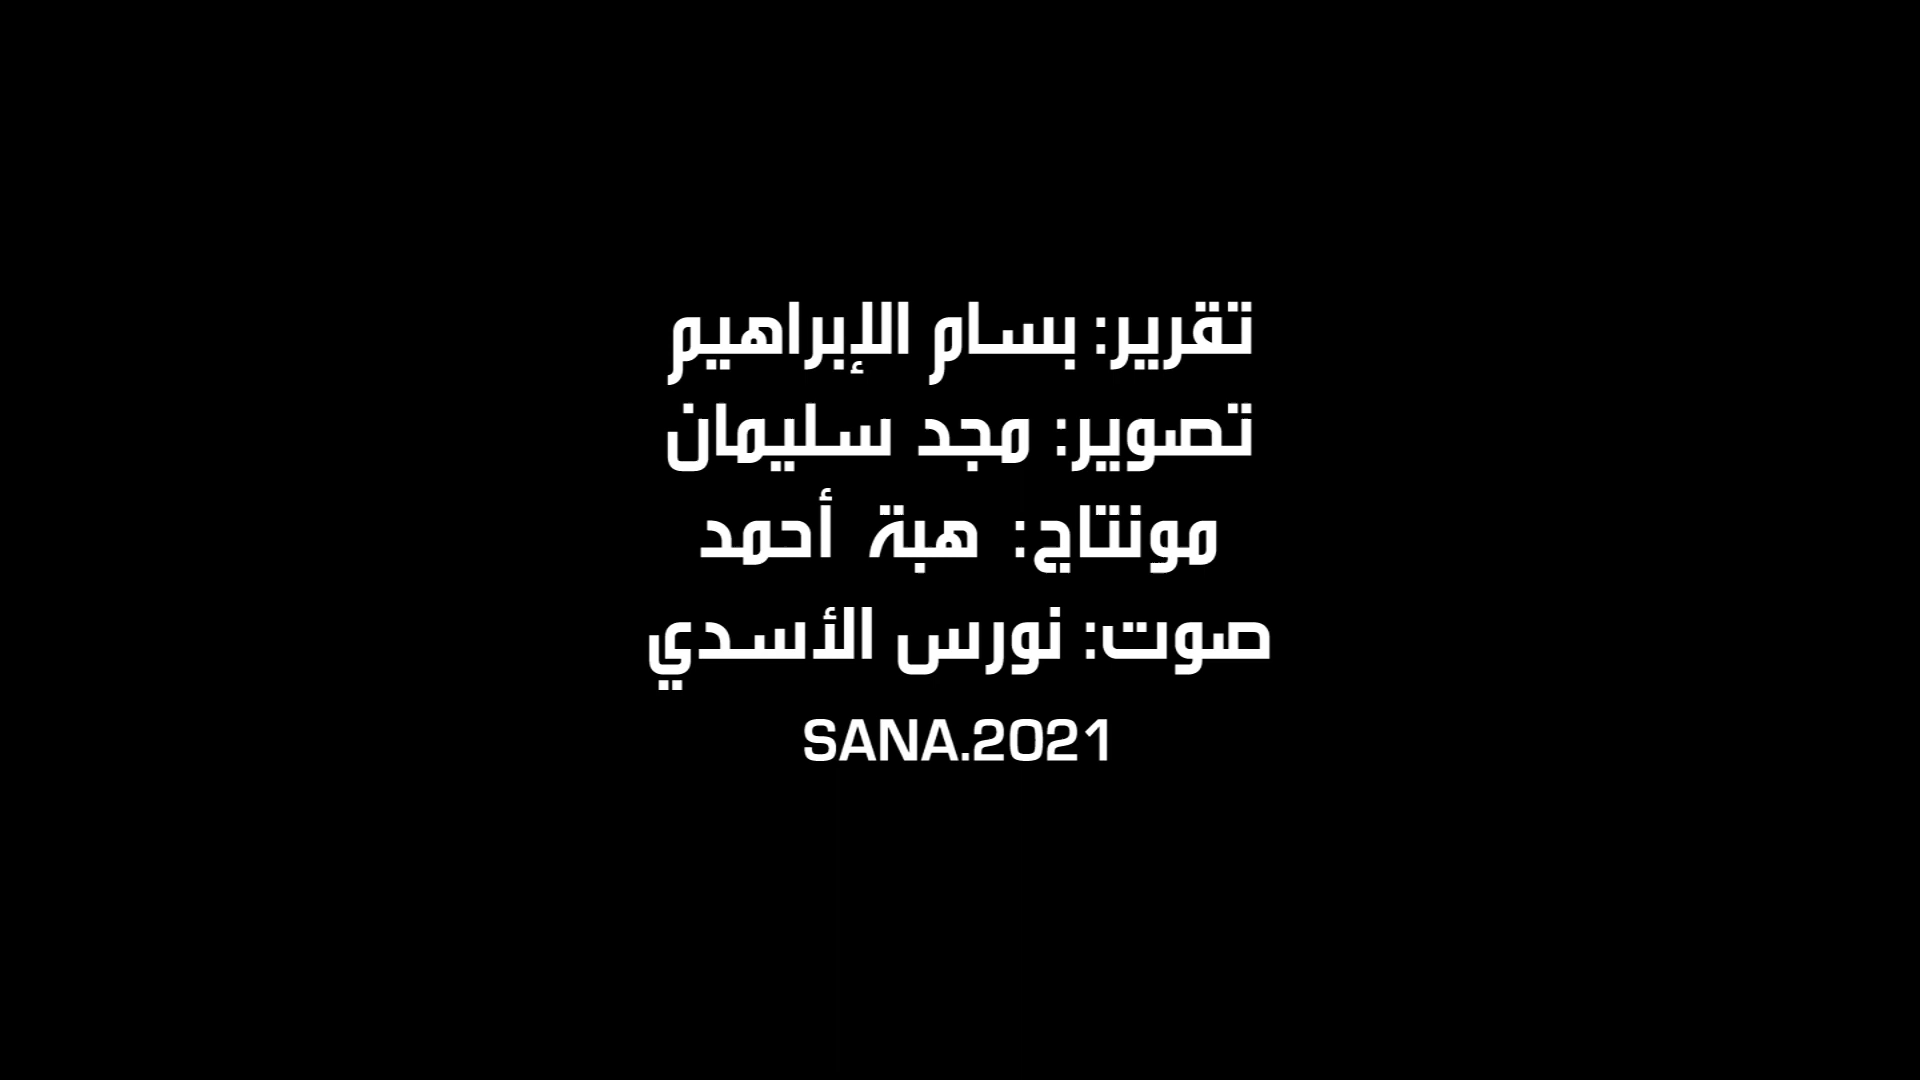 تقرير: بسام الإبراهيم
تصوير: مجد سليمان
مونتاج: هبة أحمد
صوت: نورس الأسدي
SANA.2021